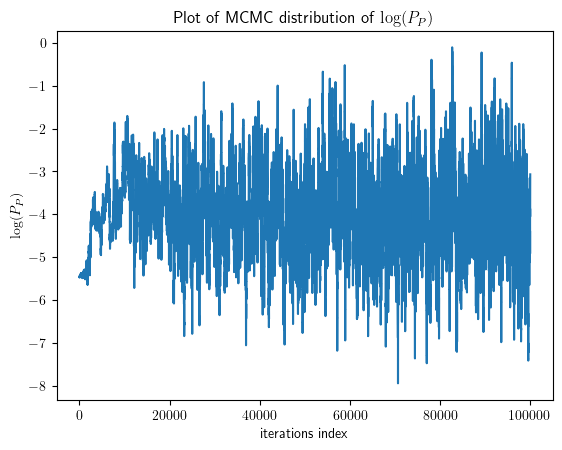 Plot of MCMC distribution of log(P_P)
log(P_P)
0
−1
−2
−3
−4
−5
−6
−7
−8
0 20000 40000 60000 80000 100000
iterations index